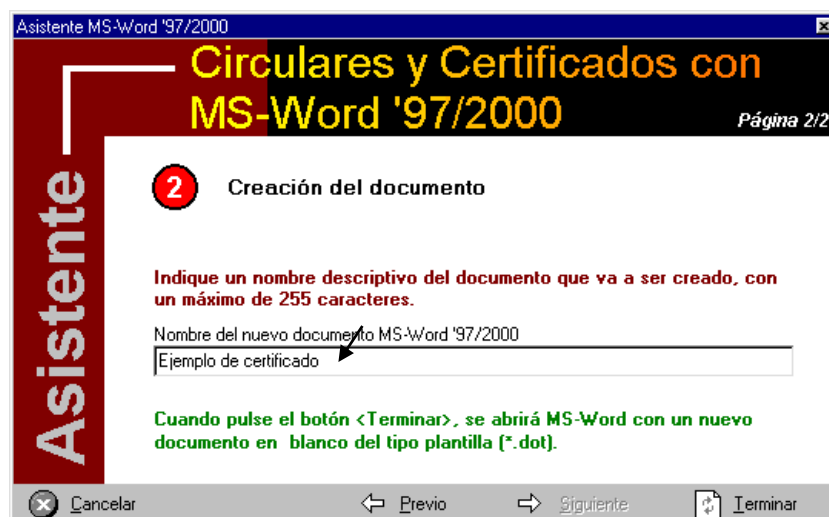 Asistente MS-Word '97/2000
Circulares y Certificados con
MS-Word '97/2000
Página 2/2
Asistente
2 Creación del documento
Indique un nombre descriptivo del documento que va a ser creado, con
un máximo de 255 caracteres.
Nombre del nuevo documento MS-Word '97/2000
Ejemplo de certificado
Cuando pulse el botón <Terminar>, se abrirá MS-Word con un nuevo
documento en blanco del tipo plantilla (*.dot).
Cancelar Previo Siguiente Terminar